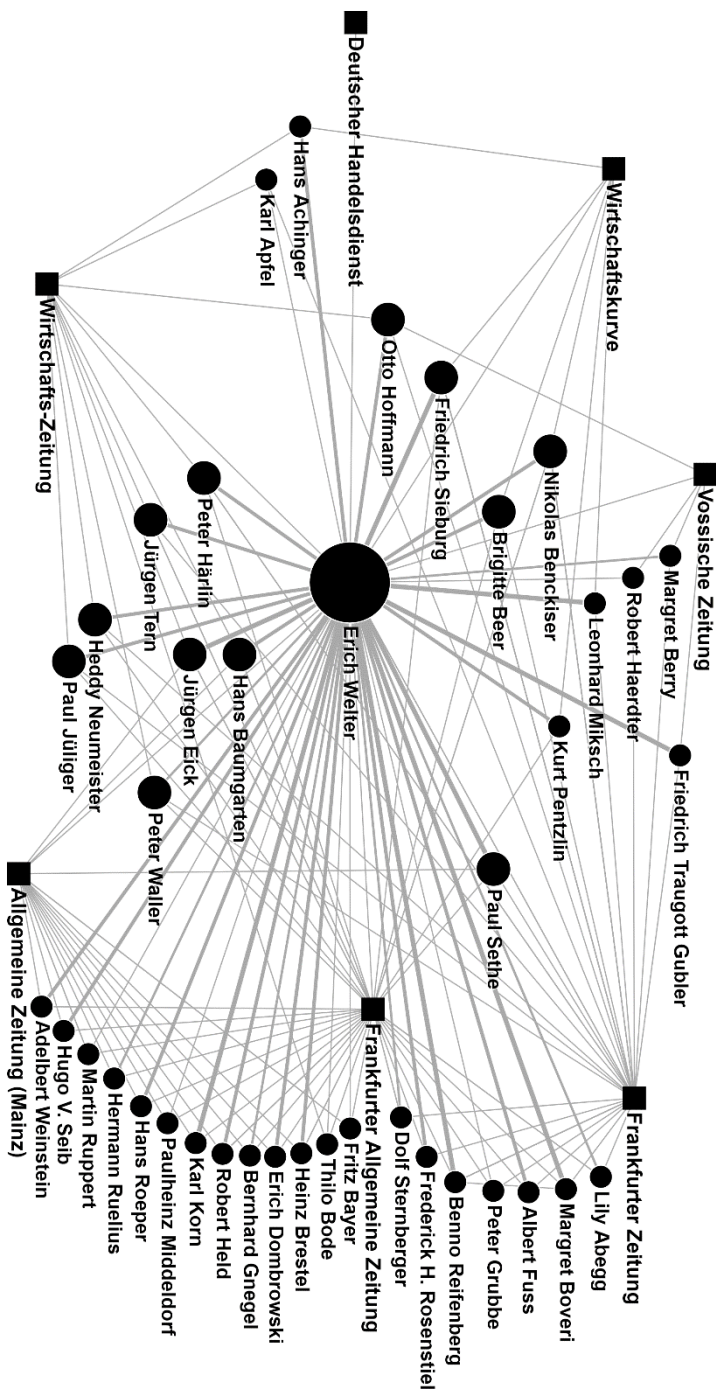 Deutscher Handelsdienst
Hans Achinger
Karl Apfel
Wirtschaftskurve
Wirtschafts-Zeitung
Otto Hoffmann
Friedrich Sieburg
Vossische Zeitung
Nikolas Benckiser
Brigitte Beer
Peter Härlin
Jürgen Tern
Margret Berry
Robert Haerdter
Leonhard Miksch
Erich Welter
Heddy Neumeister
Paul Jüliger
Jürgen Eick
Hans Baumgarten
Kurt Pentzlin
Friedrich Traugott Gubler
Peter Waller
Paul Sethe
Allgemeine Zeitung (Mainz)
Frankfurter Allgemeine Zeitung
Frankfurter Zeitung
Adelbert Weinstein
Hugo V. Seib
Martin Ruppert
Hermann Ruelius
Hans Roeper
Paulheinz Middeldorf
Karl Korn
Robert Held
Bernhard Gnegel
Erich Dombrowski
Heinz Brestel
Thilo Bode
Fritz Bayer
Dolf Sternberger
Frederick H. Rosenstiel
Benno Reifenberg
Peter Grubbe
Albert Fuss
Margret Boveri
Lily Abegg